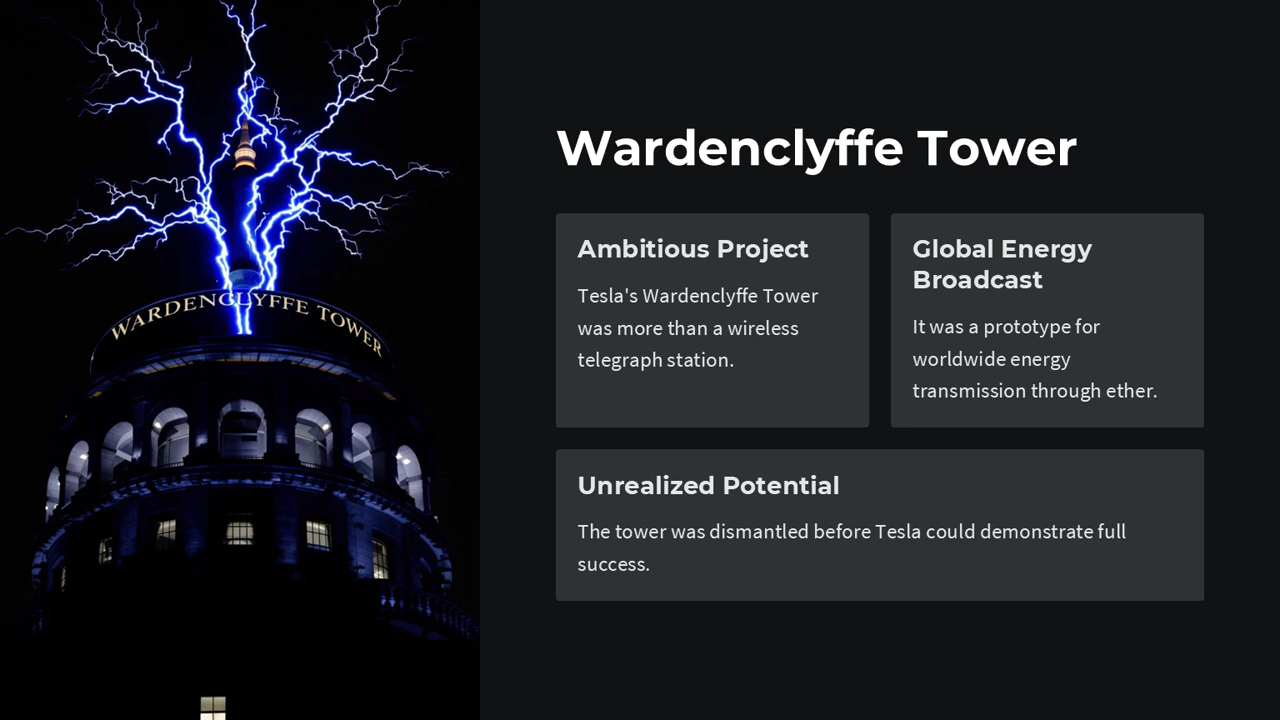 WARDENCLYFFE TOWER
Wardenclyffe Tower
Ambitious Project
Tesla's Wardenclyffe Tower
was more than a wireless
telegraph station.
Global Energy
Broadcast
It was a prototype for
worldwide energy
transmission through ether.
Unrealized Potential
The tower was dismantled before Tesla could demonstrate full
success.